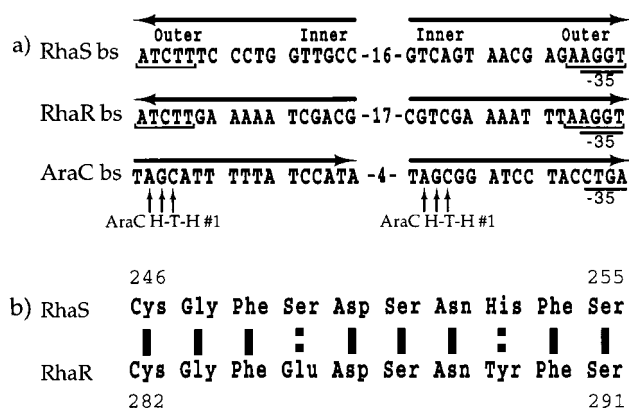 a) Outer Inner Inner Outer
RhaS bs ATCTTTC CCCTGG TTGCC -16- GTCAGT AACG AGAAGGT
-35
RhaR bs ATCTTGA AAAAA TCGACG -17- CGTCGA AAAT TTAAGGT
-35
AraC bs TAGCATT TTTA TCCATA -4- TAGCGG ATCC TACCTGA
AraC H-T-H #1 AraC H-T-H #1 -35
246 255
b) RhaS Cys Gly Phe Ser Asp Ser Asn His Phe Ser
RhaR Cys Gly Phe Glu Asp Ser Asn Tyr Phe Ser
282 291